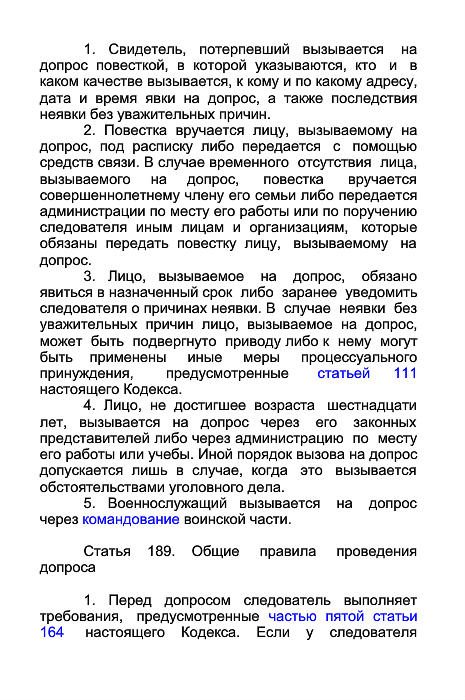 1. Свидетель, потерпевший вызывается на
допрос повесткой, в которой указываются, кто и в
каком качестве вызывается, к кому и по какому адресу,
дата и время явки на допрос, а также последствия
неявки без уважительных причин.
2. Повестка вручается лицу, вызываемому на
допрос, под расписку либо передается с помощью
средств связи. В случае временного отсутствия лица,
вызываемого на допрос, повестка вручается
совершеннолетнему члену его семьи либо передается
администрации по месту его работы или по поручению
следователя иным лицам и организациям, которые
обязаны передать повестку лицу, вызываемому на
допрос.
3. Лицо, вызываемое на допрос, обязано
явиться в назначенный срок либо заранее уведомить
следователя о причинах неявки. В случае неявки без
уважительных причин лицо, вызываемое на допрос,
может быть подвергнуто приводу либо к нему могут
быть применены иные меры процессуального
принуждения, предусмотренные статьей 111
настоящего Кодекса.
4. Лицо, не достигшее возраста шестнадцати
лет, вызывается на допрос через его законных
представителей либо через администрацию по месту
его работы или учебы. Иной порядок вызова на допрос
допускается лишь в случае, когда это вызывается
обстоятельствами уголовного дела.
5. Военнослужащий вызывается на допрос
через командование воинской части.
Статья 189. Общие правила проведения
допроса
1. Перед допросом следователь выполняет
требования, предусмотренные частью пятой статьи
164 настоящего Кодекса. Если у следователя